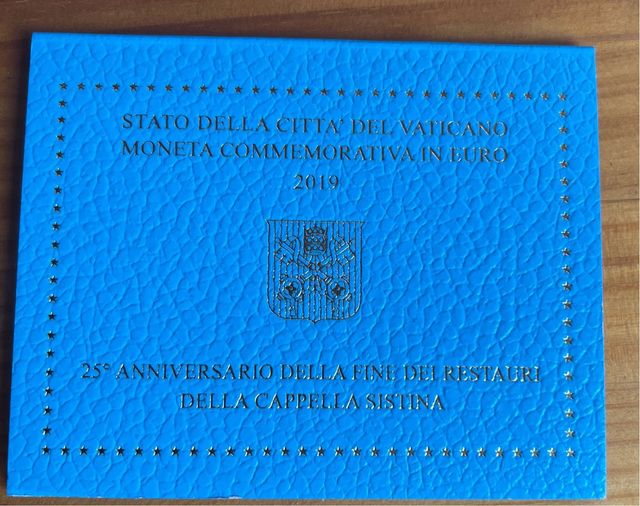 STATO DELLA CITTA' DEL VATICANO
MONETA COMMEMORATIVA IN EURO
2019
25° ANNIVERSARIO DELLA FINE DEI RESTAURI
DELLA CAPPELLA SISTINA